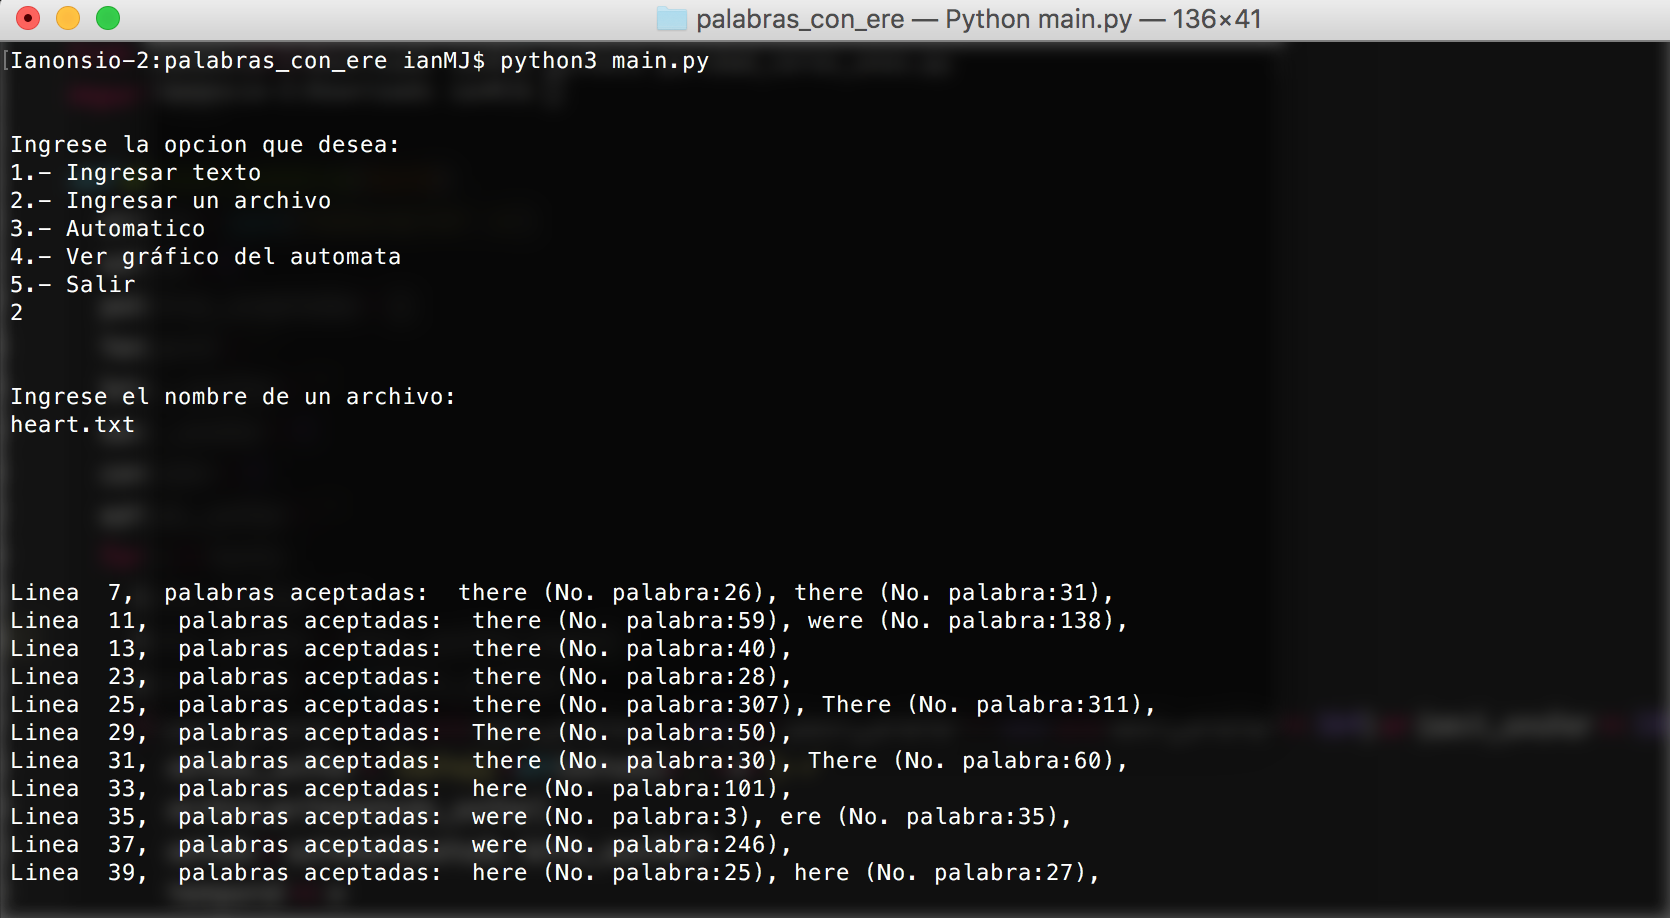 palabras_con_ere — Python main.py — 136×41
[Ianonsio-2:palabras_con_ere ianMJ$ python3 main.py
Ingrese la opcion que desea:
1.- Ingresar texto
2.- Ingresar un archivo
3.- Automatico
4.- Ver gráfico del automata
5.- Salir
2
Ingrese el nombre de un archivo:
heart.txt
Linea  7,  palabras aceptadas:  there (No. palabra:26), there (No. palabra:31),
Linea  11,  palabras aceptadas:  there (No. palabra:59), were (No. palabra:138),
Linea  13,  palabras aceptadas:  there (No. palabra:40),
Linea  23,  palabras aceptadas:  there (No. palabra:28),
Linea  25,  palabras aceptadas:  there (No. palabra:307), There (No. palabra:311),
Linea  29,  palabras aceptadas:  There (No. palabra:50),
Linea  31,  palabras aceptadas:  there (No. palabra:30), There (No. palabra:60),
Linea  33,  palabras aceptadas:  here (No. palabra:101),
Linea  35,  palabras aceptadas:  were (No. palabra:3), ere (No. palabra:35),
Linea  37,  palabras aceptadas:  were (No. palabra:246),
Linea  39,  palabras aceptadas:  here (No. palabra:25), here (No. palabra:27),